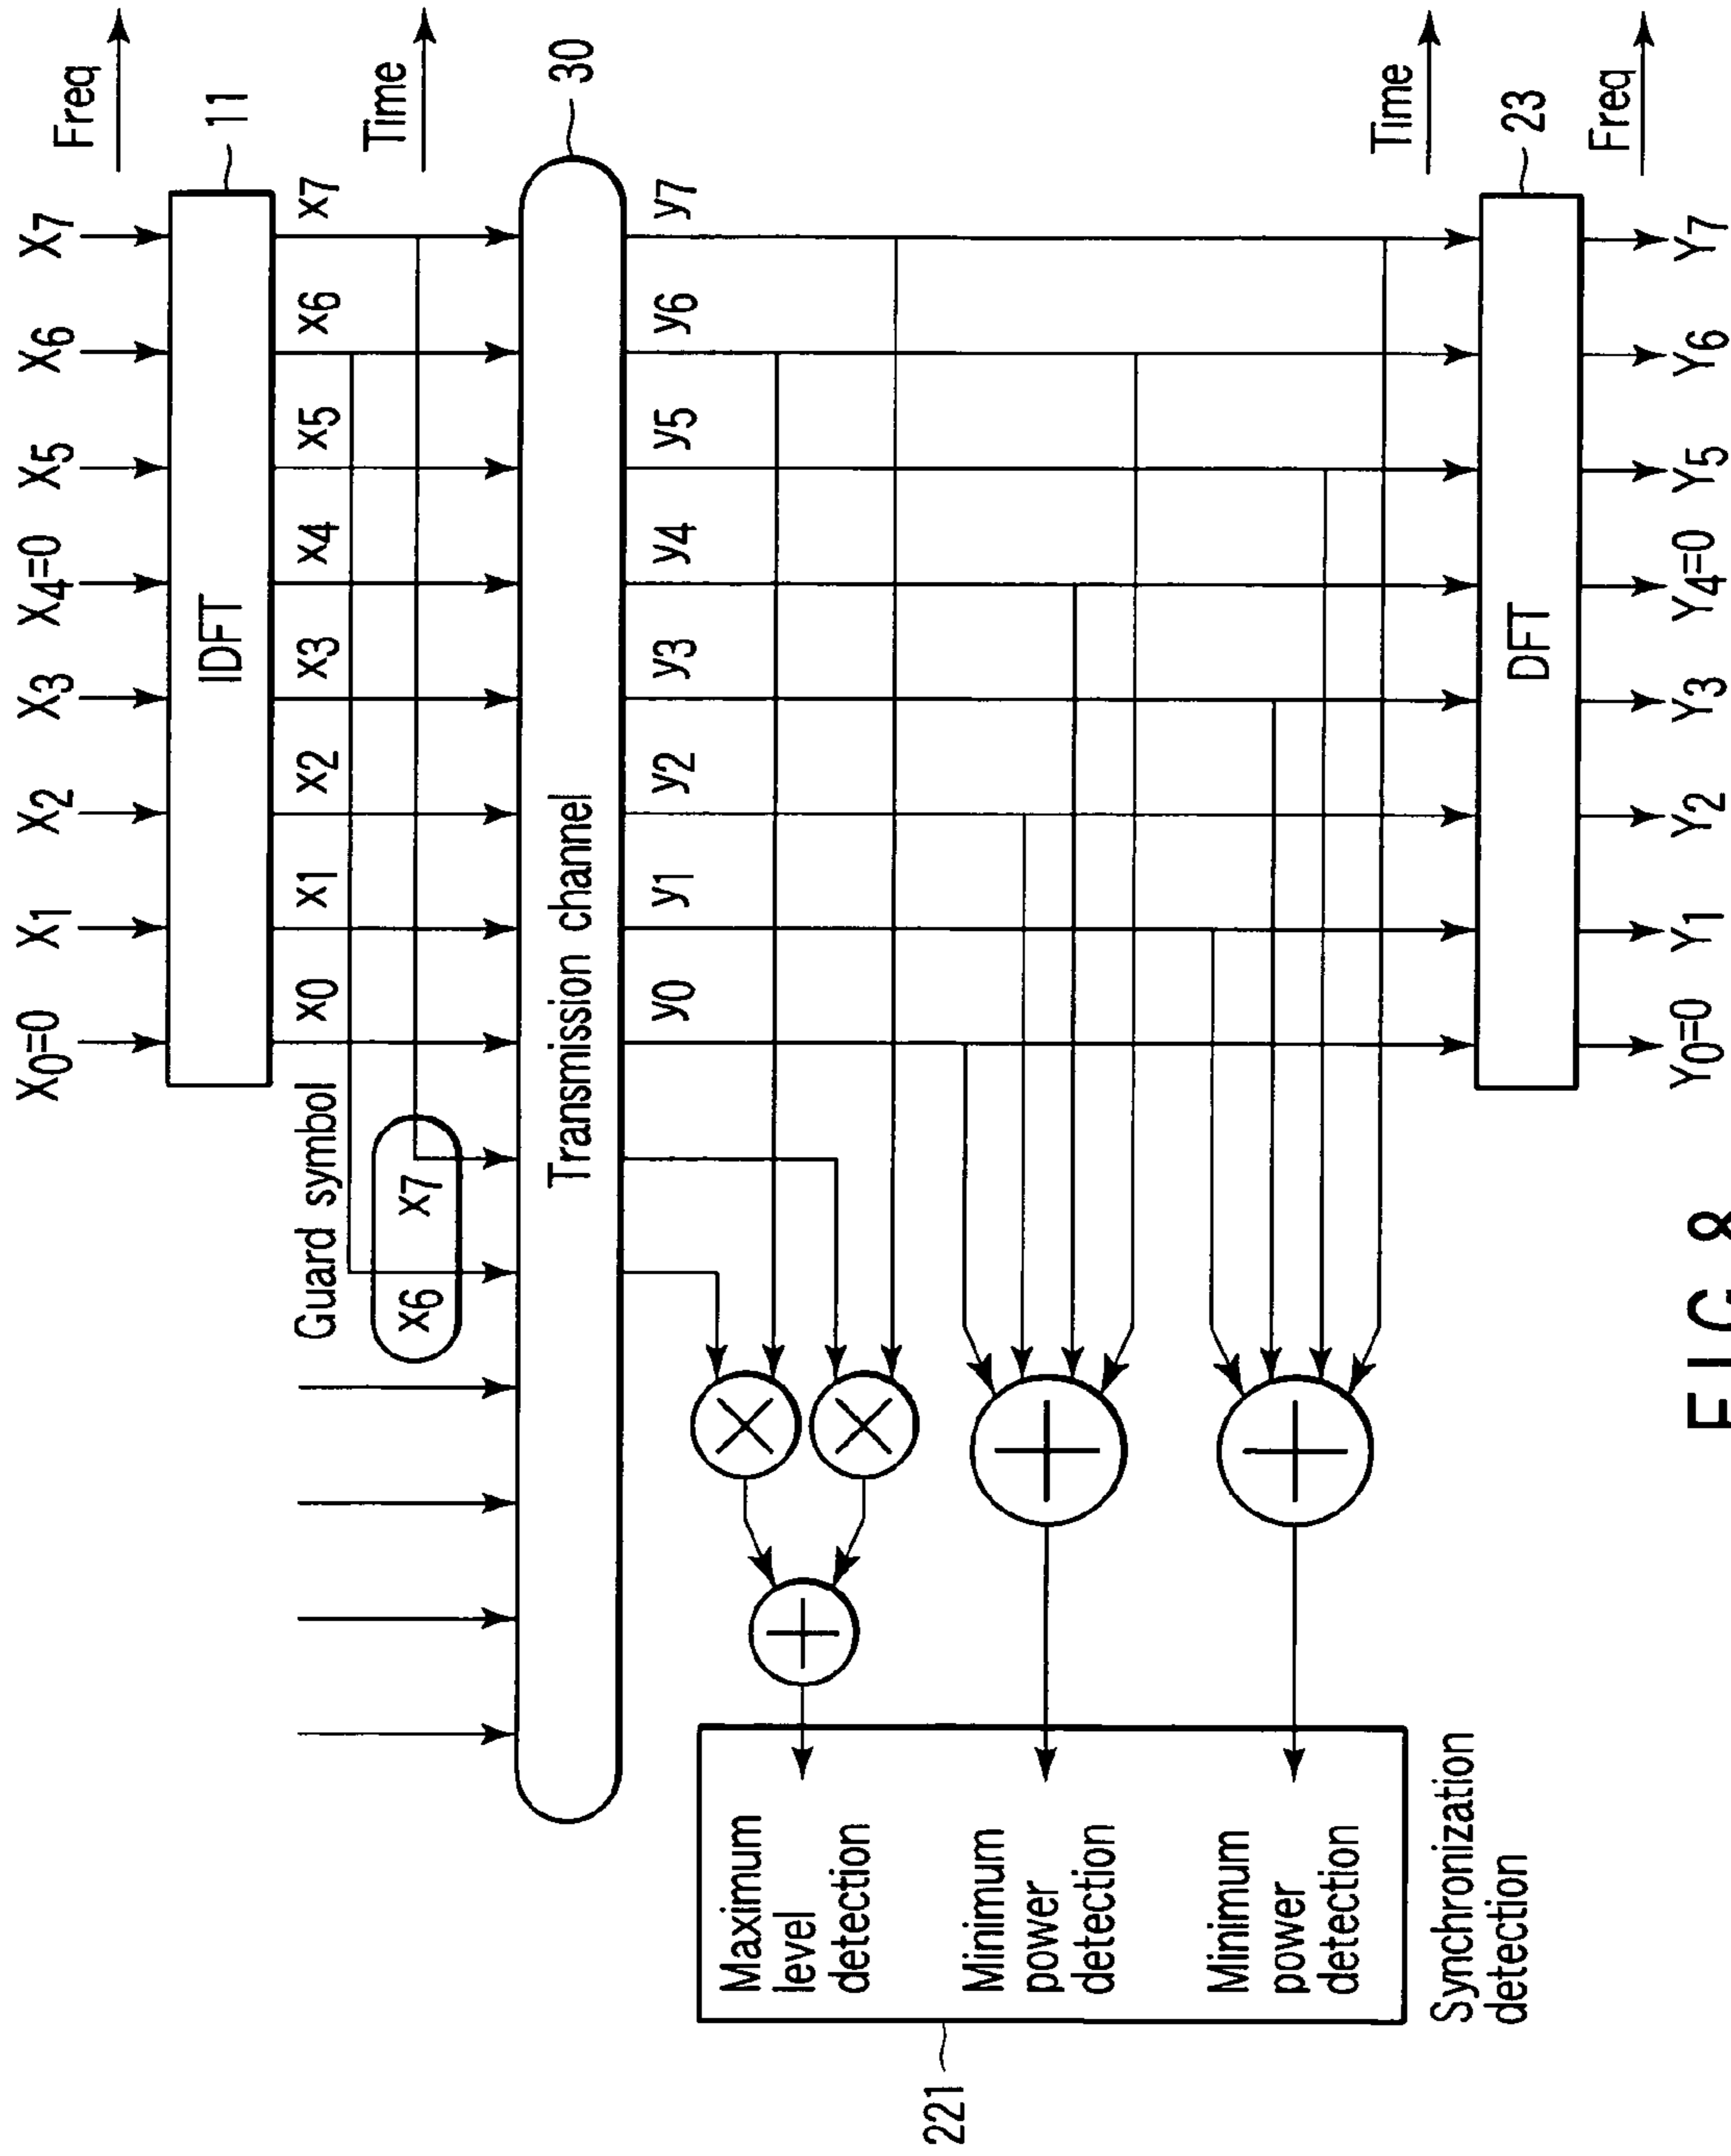 X0=0 X1 X2 X3 X4=0 X5 X6 X7
Freq
IDFT
11
Guard symbol
x0 x1 x2 x3 x4 x5 x6 x7
Time
x6 x7
Transmission channel
30
y0 y1 y2 y3 y4 y5 y6 y7
Maximum
level
detection
Minimum
power
detection
Minimum
power
detection
221
Synchronization
detection
Time
DFT
23
Freq
Y0=0 Y1 Y2 Y3 Y4=0 Y5 Y6 Y7
FIG. 8